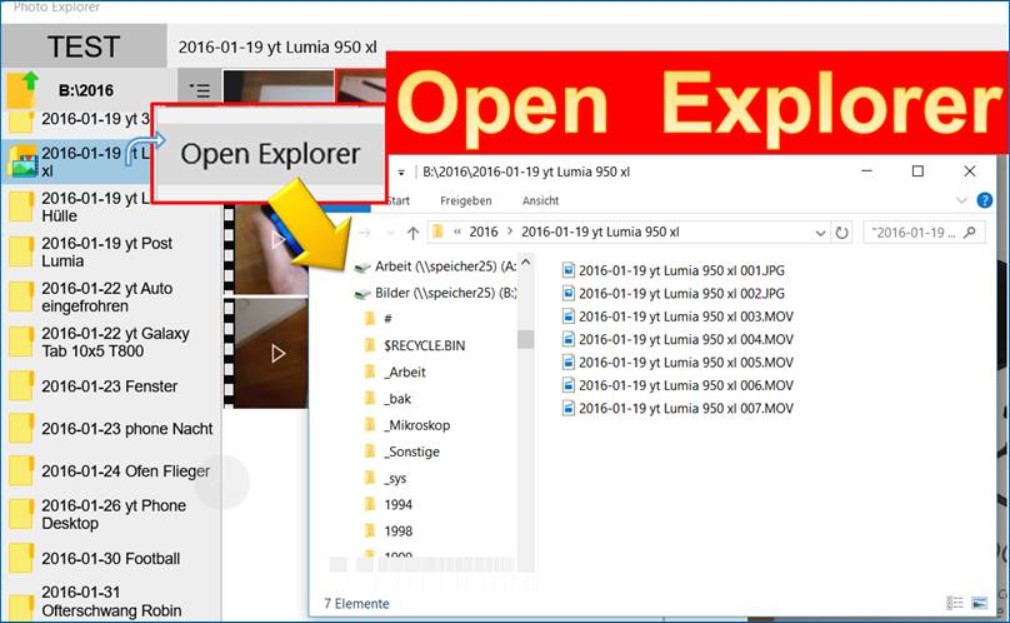 Photo Explorer
TEST
2016-01-19 yt Lumia 950 xl
B:\2016
2016-01-19 yt 3
2016-01-19 yt L
xl
2016-01-19 yt L
Hülle
2016-01-19 yt Post
Lumia
2016-01-22 yt Auto
eingefrohren
2016-01-22 yt Galaxy
Tab 10x5 T800
2016-01-23 Fenster
2016-01-23 phone Nacht
2016-01-24 Ofen Flieger
2016-01-26 yt Phone
Desktop
2016-01-30 Football
2016-01-31
Ofterschwang Robin
Open Explorer
Open Explorer
B:\2016\2016-01-19 yt Lumia 950 xl
Start Freigeben Ansicht
« 2016 > 2016-01-19 yt Lumia 950 xl
"2016-01-19 ...
Arbeit (\\speicher25) (A:
Bilder (\\speicher25) (B:
#
$RECYCLE.BIN
_Arbeit
_bak
_Mikroskop
_Sonstige
_sys
1994
1998
1999
2016-01-19 yt Lumia 950 xl 001.JPG
2016-01-19 yt Lumia 950 xl 002.JPG
2016-01-19 yt Lumia 950 xl 003.MOV
2016-01-19 yt Lumia 950 xl 004.MOV
2016-01-19 yt Lumia 950 xl 005.MOV
2016-01-19 yt Lumia 950 xl 006.MOV
2016-01-19 yt Lumia 950 xl 007.MOV
7 Elemente